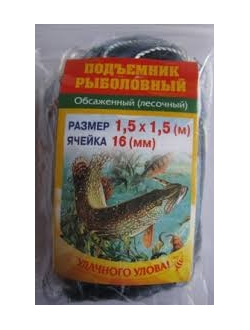 ПОДЪЕМНИК
РЫБОЛОВНЫЙ
Обсаженный (лесочный)
РАЗМЕР 1,5 х 1,5 (м)
ЯЧЕЙКА 16 (мм)
УДАЧНОГО УЛОВА!